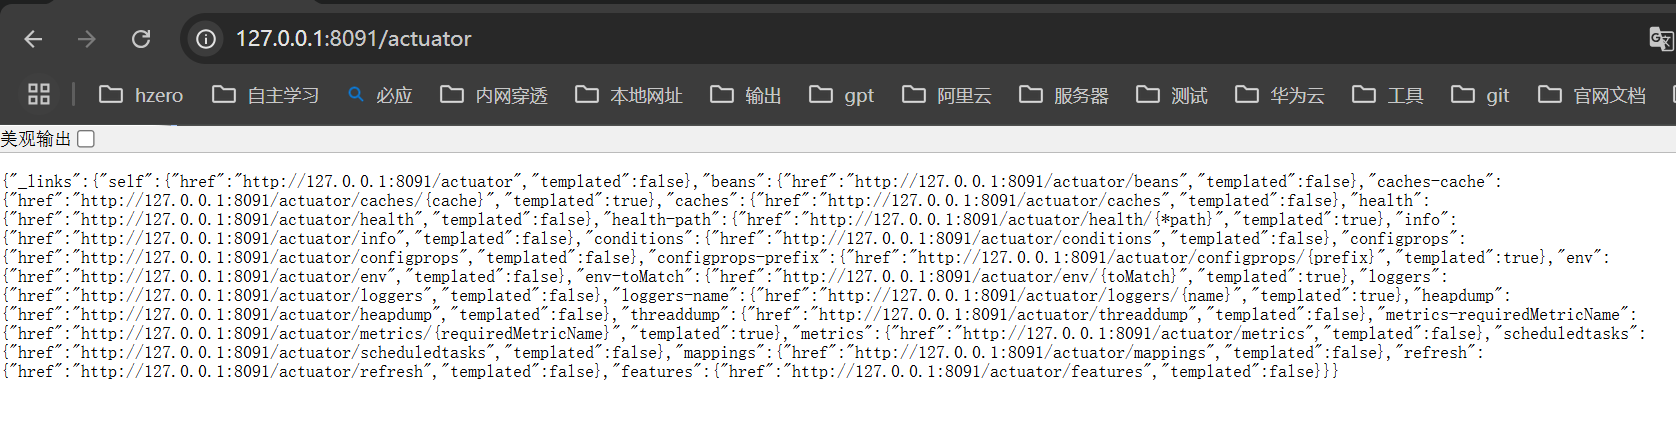 127.0.0.1:8091/actuator
hzero 自主学习 必应 内网穿透 本地网址 输出 gpt 阿里云 服务器 测试 华为云 工具 git 官网文档
美观输出
{"_links":{"self":{"href":"http://127.0.0.1:8091/actuator","templated":false},"beans":{"href":"http://127.0.0.1:8091/actuator/beans","templated":false},"caches-cache":
{"href":"http://127.0.0.1:8091/actuator/caches/{cache}","templated":true},"caches":{"href":"http://127.0.0.1:8091/actuator/caches","templated":false},"health":
{"href":"http://127.0.0.1:8091/actuator/health","templated":false},"health-path":{"href":"http://127.0.0.1:8091/actuator/health/{*path}","templated":true},"info":
{"href":"http://127.0.0.1:8091/actuator/info","templated":false},"conditions":{"href":"http://127.0.0.1:8091/actuator/conditions","templated":false},"configprops":
{"href":"http://127.0.0.1:8091/actuator/configprops","templated":false},"configprops-prefix":{"href":"http://127.0.0.1:8091/actuator/configprops/{prefix}","templated":true},"env":
{"href":"http://127.0.0.1:8091/actuator/env","templated":false},"env-toMatch":{"href":"http://127.0.0.1:8091/actuator/env/{toMatch}","templated":true},"loggers":
{"href":"http://127.0.0.1:8091/actuator/loggers","templated":false},"loggers-name":{"href":"http://127.0.0.1:8091/actuator/loggers/{name}","templated":true},"heapdump":
{"href":"http://127.0.0.1:8091/actuator/heapdump","templated":false},"threaddump":{"href":"http://127.0.0.1:8091/actuator/threaddump","templated":false},"metrics-requiredMetricName":
{"href":"http://127.0.0.1:8091/actuator/metrics/{requiredMetricName}","templated":true},"metrics":{"href":"http://127.0.0.1:8091/actuator/metrics","templated":false},"scheduledtasks":
{"href":"http://127.0.0.1:8091/actuator/scheduledtasks","templated":false},"mappings":{"href":"http://127.0.0.1:8091/actuator/mappings","templated":false},"refresh":
{"href":"http://127.0.0.1:8091/actuator/refresh","templated":false},"features":{"href":"http://127.0.0.1:8091/actuator/features","templated":false}}}